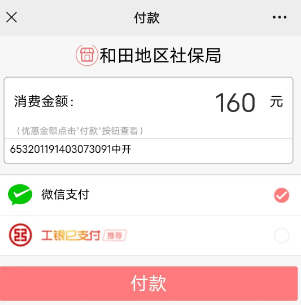 付款
和田地区社保局
消费金额： 160 元
（优惠金额点击“付款”按钮查看）
653201191403073091中开
微信支付
工银e支付 推荐
付款